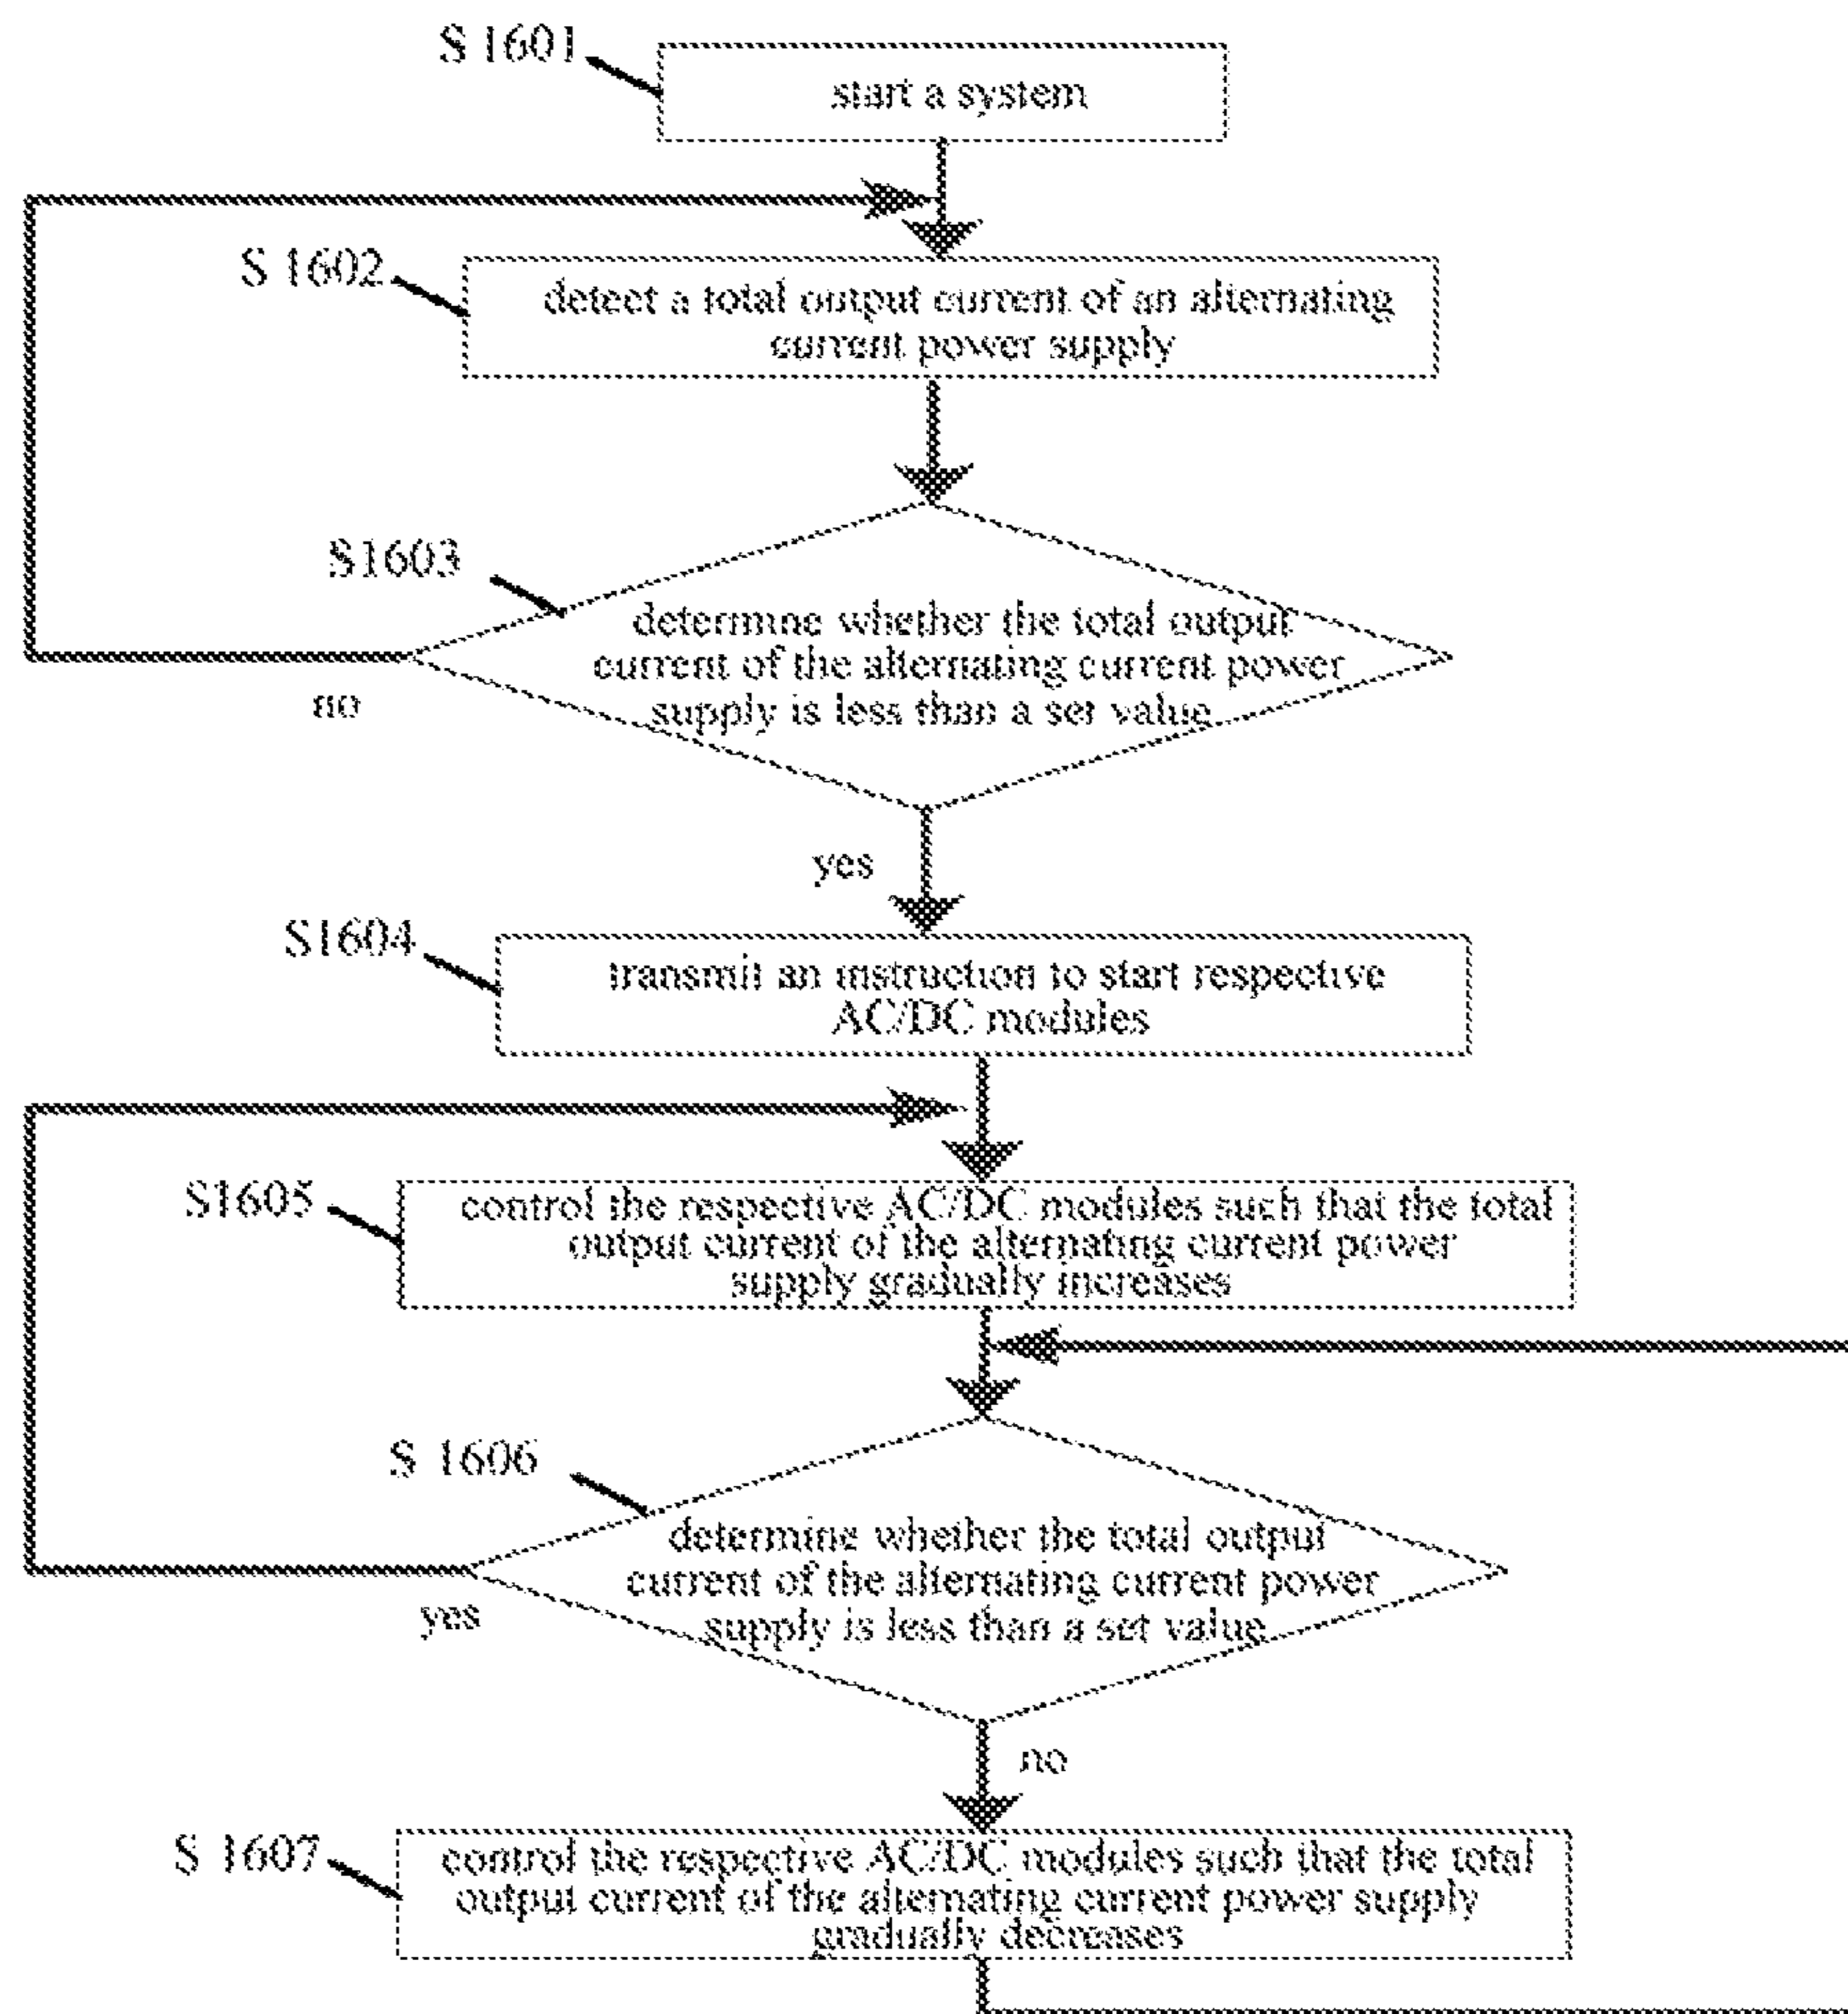 S 1601
start a system
S 1602
detect a total output current of an alternating
current power supply
S1603
determine whether the total output
current of the alternating current power
supply is less than a set value
no
yes
S1604
transmit an instruction to start respective
AC/DC modules
S1605
control the respective AC/DC modules such that the total
output current of the alternating current power
supply gradually increases
S 1606
determine whether the total output
current of the alternating current power
supply is less than a set value
yes
no
S 1607
control the respective AC/DC modules such that the total
output current of the alternating current power supply
gradually decreases